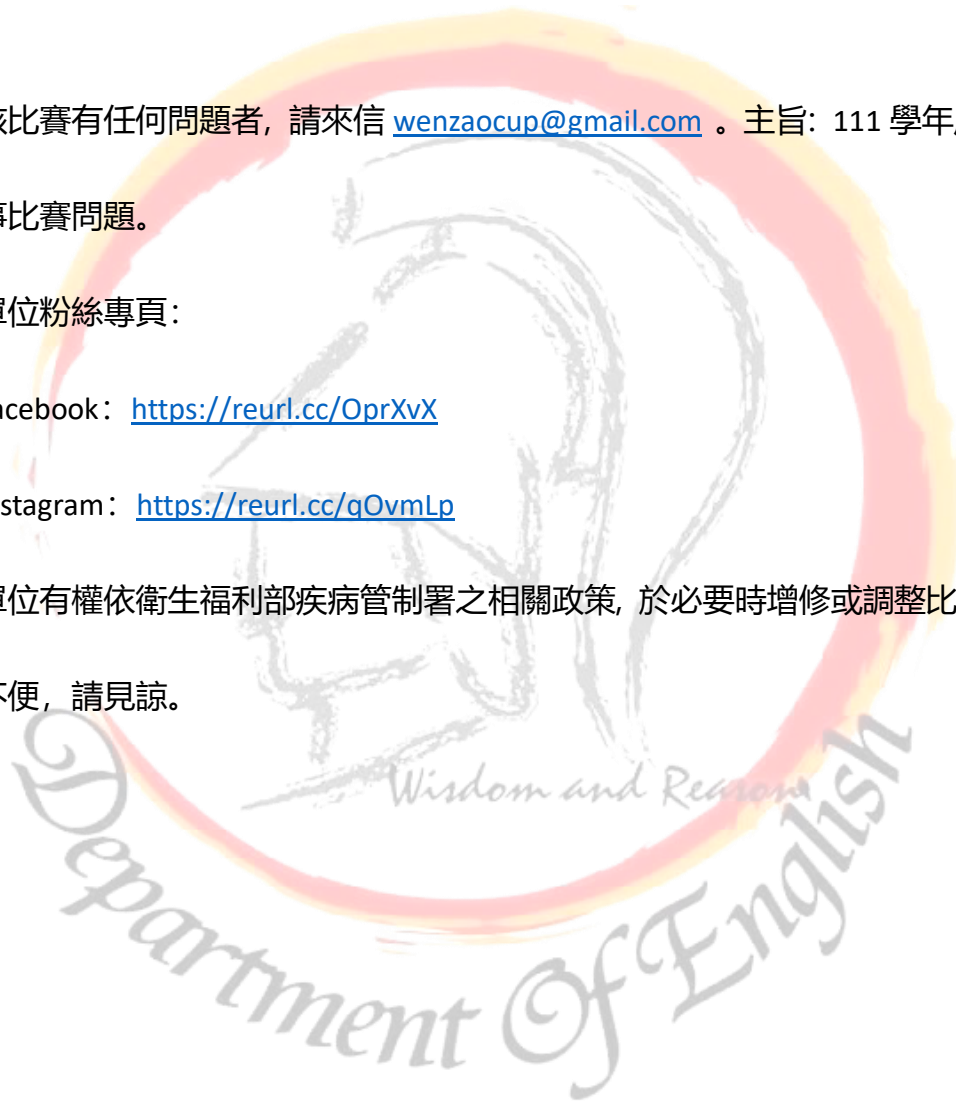 比賽有任何問題者, 請來信 wenzaocup@gmail.com 。主旨: 111 學年
比賽問題。
單位粉絲專頁：
acebook： https://reurl.cc/OprXvX
stagram： https://reurl.cc/qOvmLp
單位有權依衛生福利部疾病管制署之相關政策, 於必要時增修或調整比
不便，請見諒。
Wisdom and Reason
Department Of English